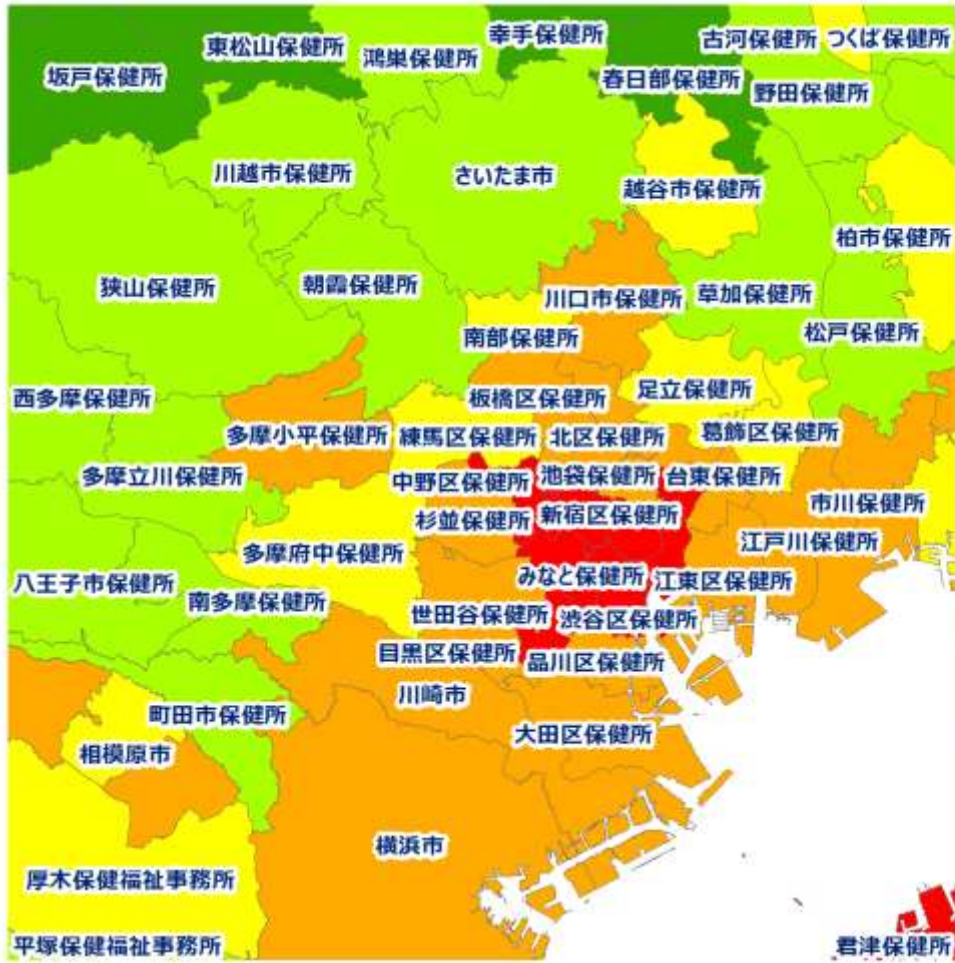 幸手保健所
古河保健所
つくば保健所
東松山保健所
鴻巣保健所
坂戸保健所
春日部保健所
野田保健所
川越市保健所
さいたま市
越谷市保健所
柏市保健所
狭山保健所
朝霞保健所
川口市保健所
草加保健所
南部保健所
松戸保健所
西多摩保健所
板橋区保健所
足立保健所
多摩小平保健所
練馬区保健所
北区保健所
葛飾区保健所
多摩立川保健所
中野区保健所
池袋保健所
台東保健所
市川保健所
杉並保健所
新宿区保健所
多摩府中保健所
江戸川保健所
八王子市保健所
みなと保健所
江東区保健所
南多摩保健所
世田谷保健所
渋谷区保健所
目黒区保健所
品川区保健所
川崎市
町田市保健所
大田区保健所
相模原市
横浜市
厚木保健福祉事務所
平塚保健福祉事務所
君津保健所